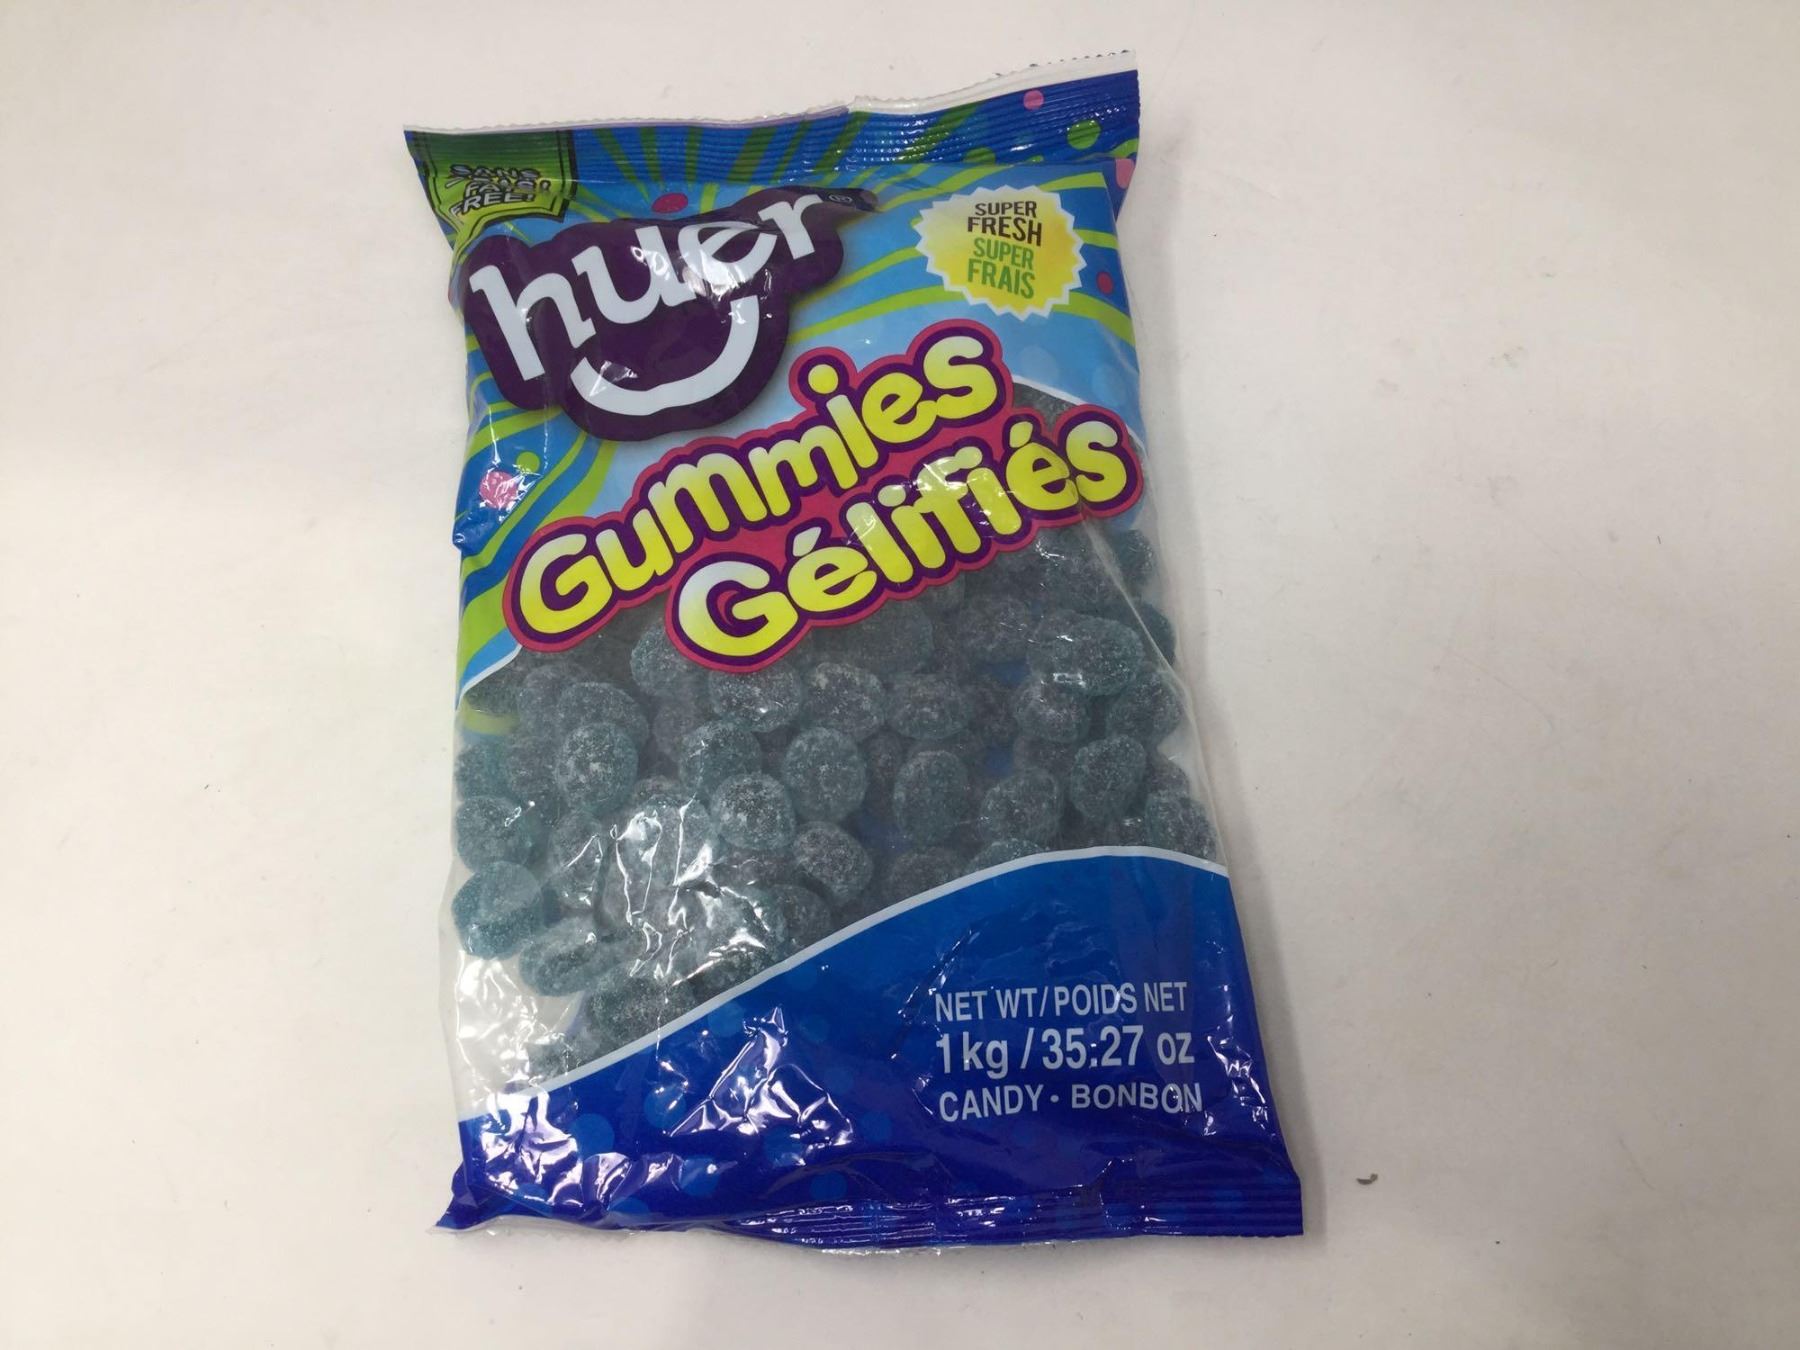 SANS
FREE!
huer®
SUPER
FRESH
SUPER
FRAIS
Gummies
Gélifiés
NET WT/POIDS NET
1kg / 35.27 oz
CANDY • BONBON